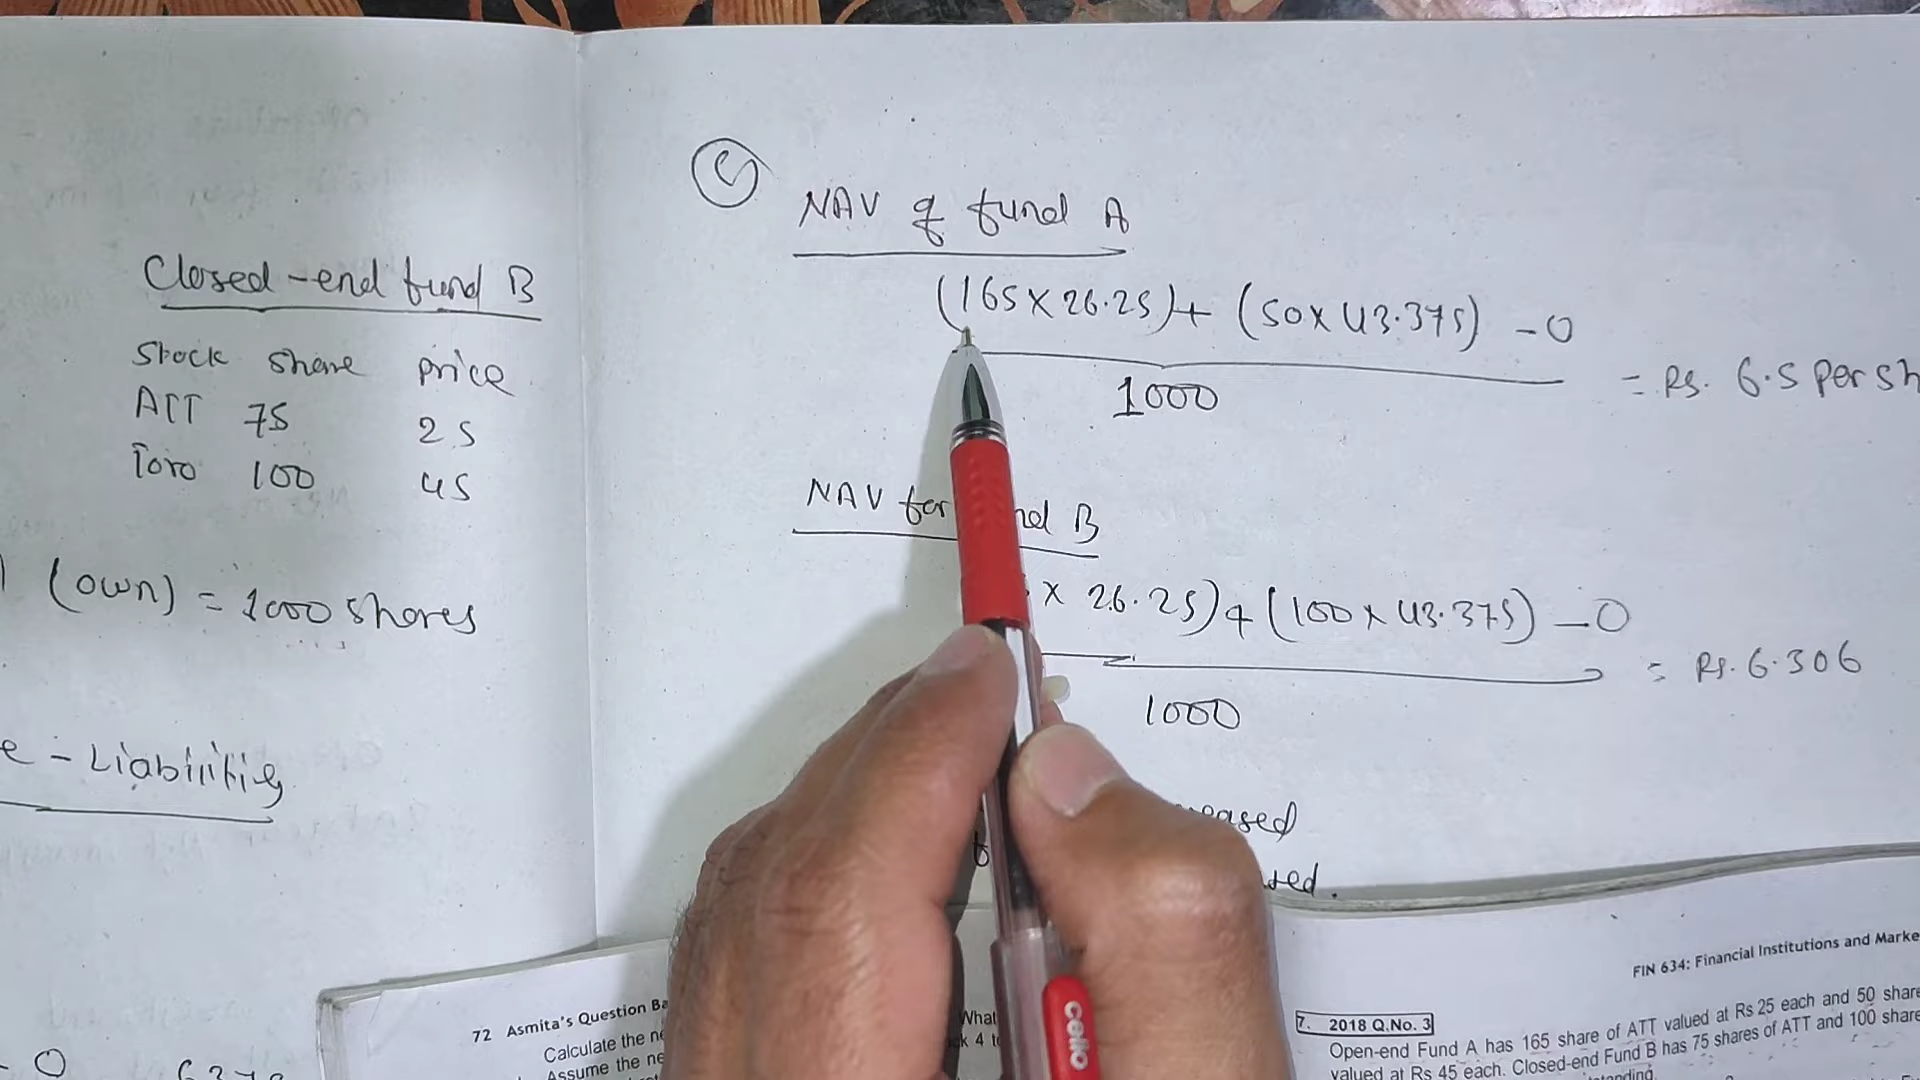 Closed-end fund B
Stock share price
ATT 75 25
Toro 100 45
(own) = 1000 shares
- Liabilities
0
C
NAV of fund A
(165 x 26.25) + (50 x 43.375) - 0
1000
= Rs. 6.5 per sh
NAV for B
x 26.25) + (100 x 43.375) - 0
1000
= Rs. 6.306
cello
72 Asmita's Question Ba
Calculate the ne
Assume the ne
What
k 4 t
FIN 634: Financial Institutions and Marke
7. 2018 Q.No. 3
Open-end Fund A has 165 share of ATT valued at Rs 25 each and 50 share
valued at Rs 45 each. Closed-end Fund B has 75 shares of ATT and 100 share